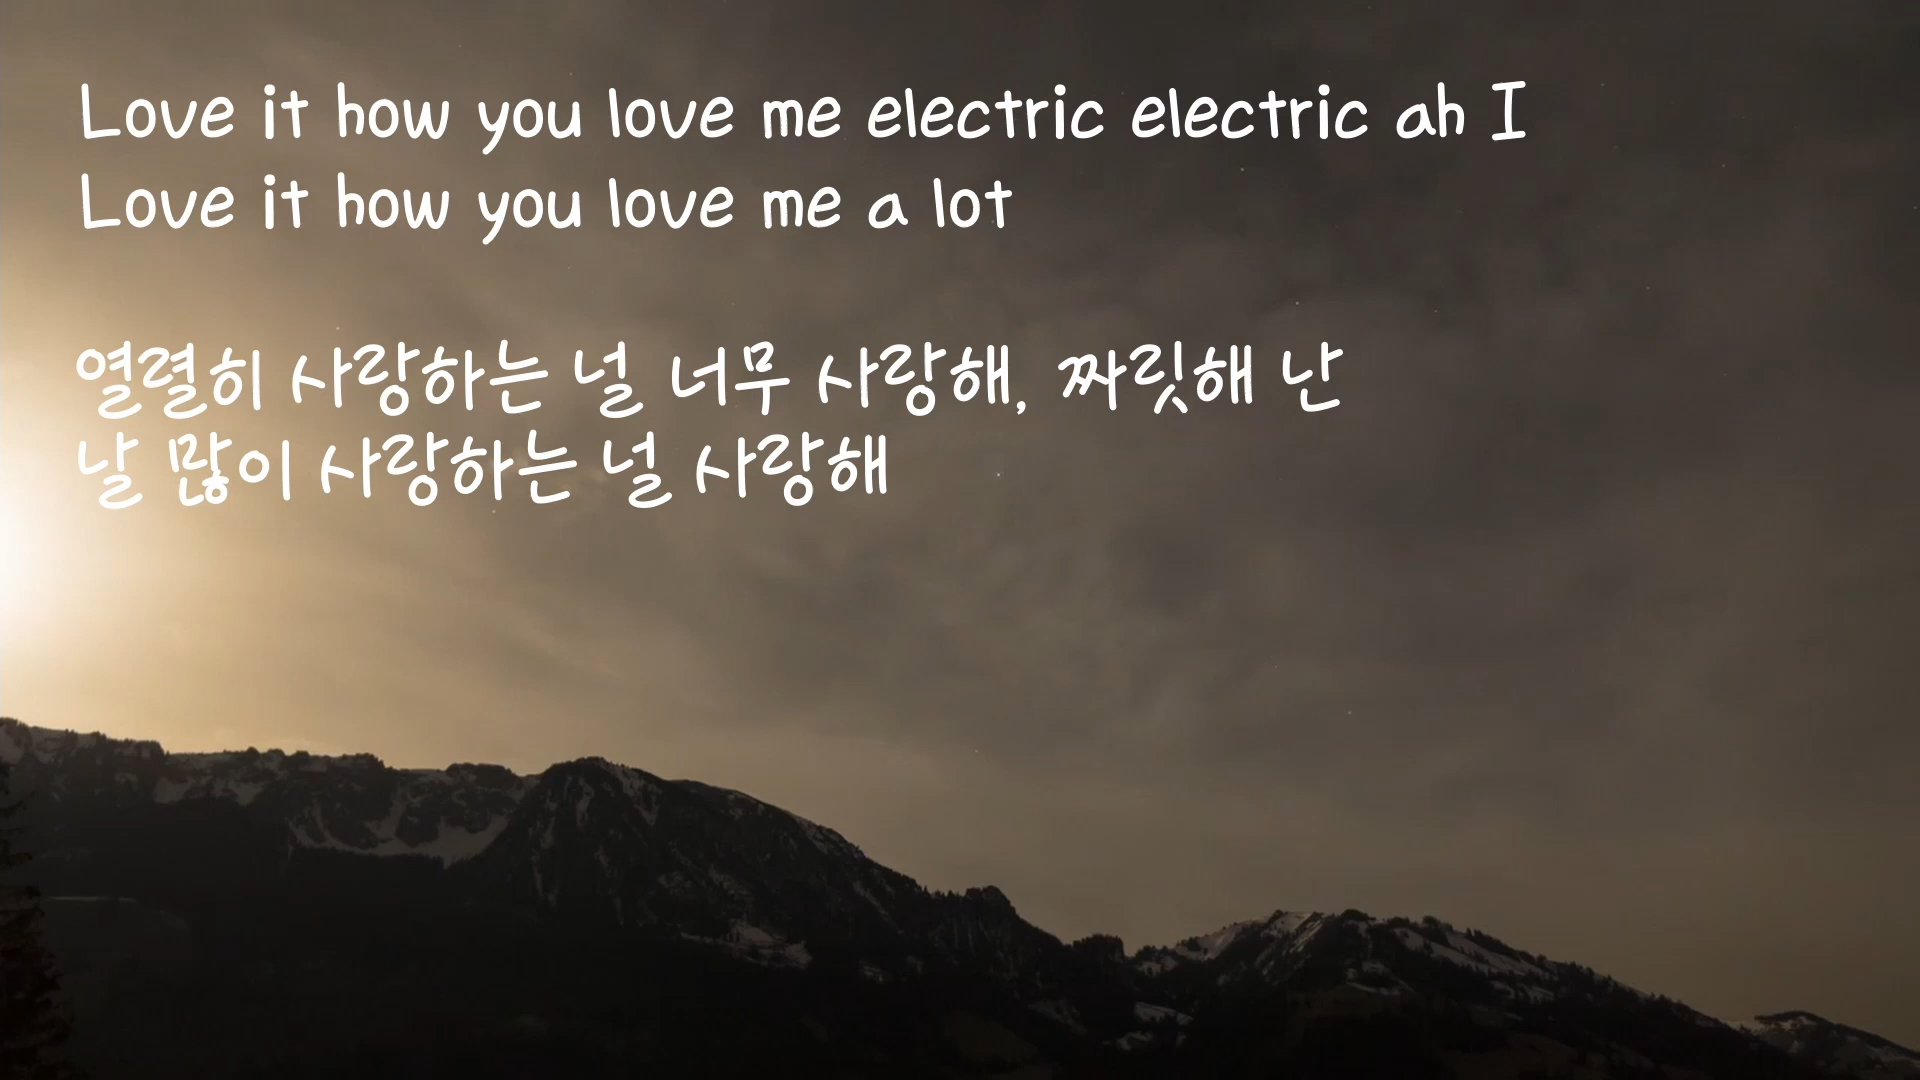 Love it how you love me electric electric ah I
Love it how you love me a lot
열렬히 사랑하는 널 너무 사랑해, 짜릿해 난
날 많이 사랑하는 널 사랑해